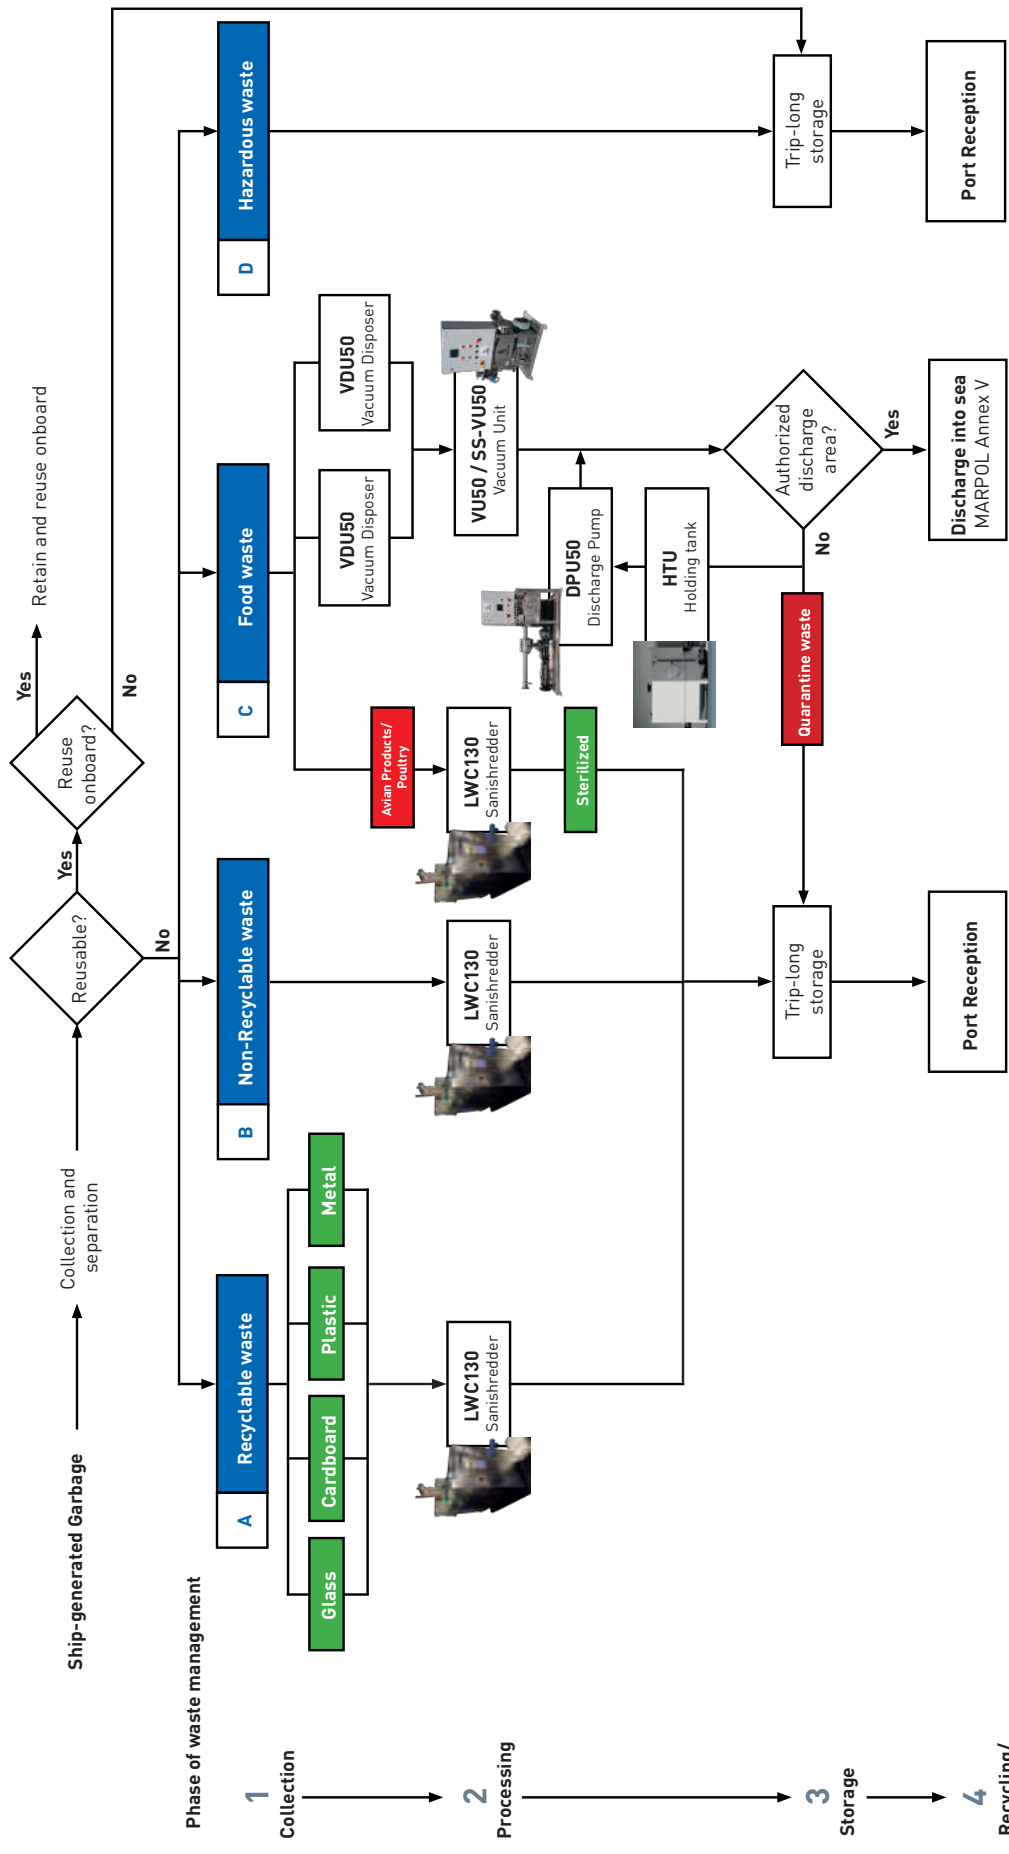 Ship-generated Garbage
Collection and
separation
Reusable?
Yes
No
Reuse
onboard?
Yes
Retain and reuse onboard
No
Phase of waste management
1
Collection
A
Recyclable waste
B
Non-Recyclable waste
C
Food waste
D
Hazardous waste
Glass
Cardboard
Plastic
Metal
Avian Products/
Poultry
VDU50
Vacuum Disposer
VDU50
Vacuum Disposer
2
Processing
LWC130
Sanishredder
LWC130
Sanishredder
LWC130
Sanishredder
VU50 / SS-VU50
Vacuum Unit
Sterilized
DPU50
Discharge Pump
HTU
Holding tank
3
Storage
Trip-long
storage
Quarantine waste
No
Authorized
discharge
area?
Yes
Trip-long
storage
4
Recycling/
Port Reception
Discharge into sea
MARPOL Annex V
Port Reception